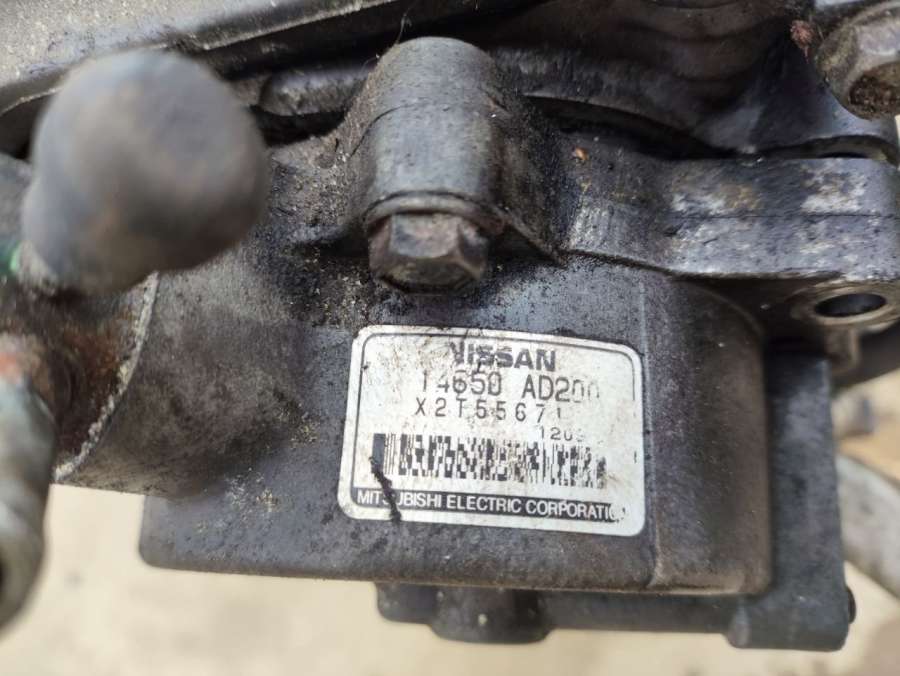 NISSAN
14650 AD200
X2T55671
MITSUBISHI ELECTRIC CORPORATION